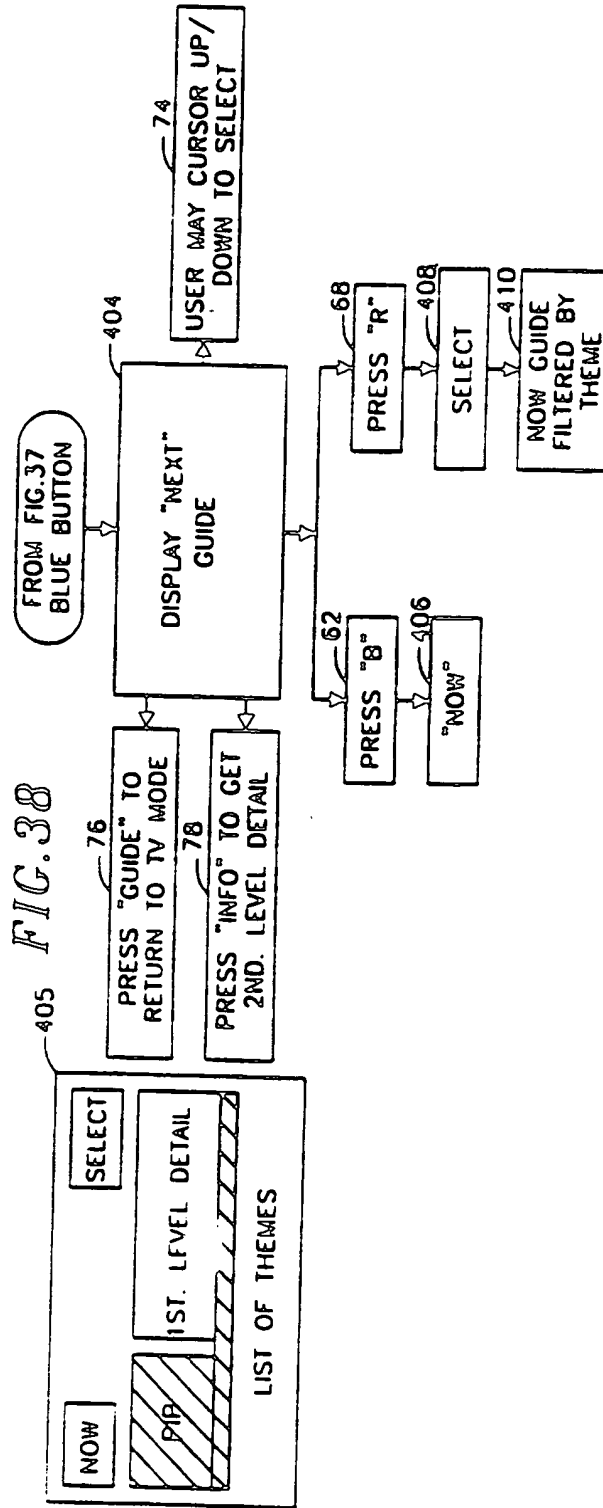 FIG.38
405
NOW
SELECT
PIP
1ST. LEVEL DETAIL
LIST OF THEMES
FROM FIG.37
BLUE BUTTON
404
DISPLAY "NEXT"
GUIDE
76
PRESS "GUIDE" TO
RETURN TO TV MODE
78
PRESS "INFO" TO GET
2ND. LEVEL DETAIL
74
USER MAY CURSOR UP/
DOWN TO SELECT
62
PRESS "B"
406
"NOW"
68
PRESS "R"
408
SELECT
410
NOW GUIDE
FILTERED BY
THEME